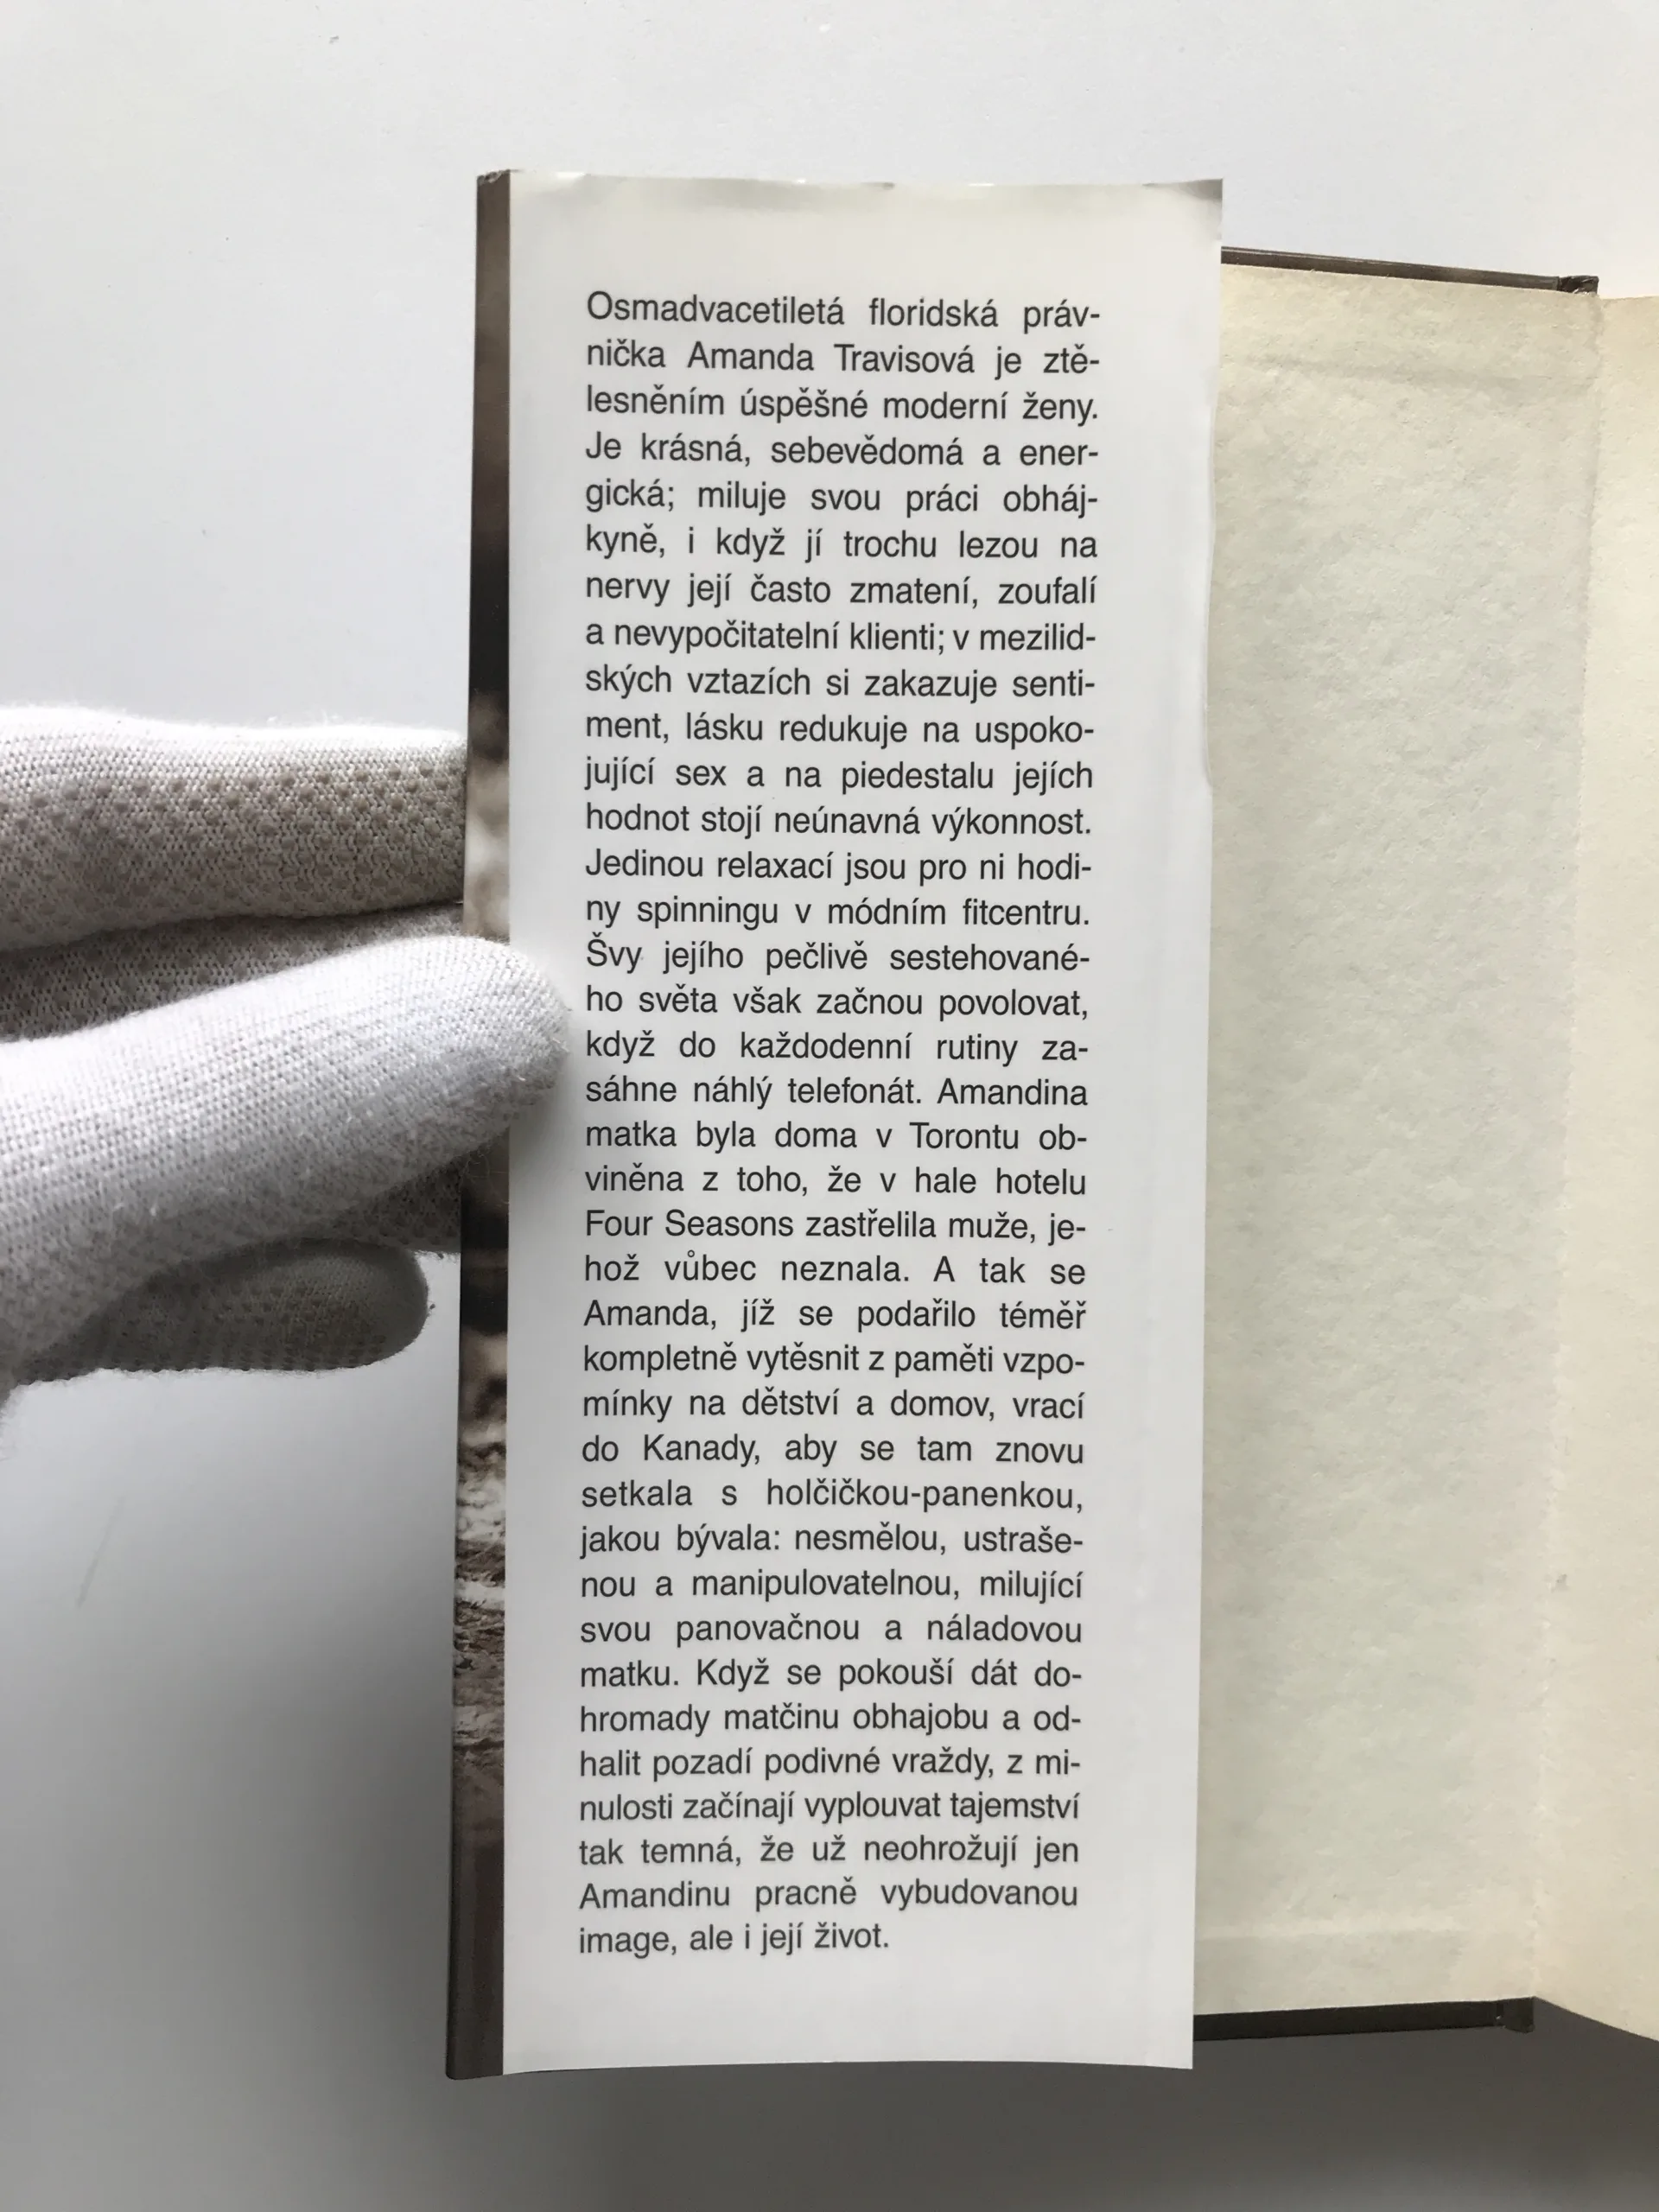 Osmadvacetiletá floridská práv-
nička Amanda Travisová je ztě-
lesněním úspěšné moderní ženy.
Je krásná, sebevědomá a ener-
gická; miluje svou práci obháj-
kyně, i když jí trochu lezou na
nervy její často zmatení, zoufalí
a nevypočitatelní klienti; v mezilid-
ských vztazích si zakazuje senti-
ment, lásku redukuje na uspoko-
jující sex a na piedestalu jejích
hodnot stojí neúnavná výkonnost.
Jedinou relaxací jsou pro ni hodi-
ny spinningu v módním fitcentru.
Švy jejího pečlivě sestehované-
ho světa však začnou povolovat,
když do každodenní rutiny za-
sáhne náhlý telefonát. Amandina
matka byla doma v Torontu ob-
viněna z toho, že v hale hotelu
Four Seasons zastřelila muže, je-
hož vůbec neznala. A tak se
Amanda, jíž se podařilo téměř
kompletně vytěsnit z paměti vzpo-
mínky na dětství a domov, vrací
do Kanady, aby se tam znovu
setkala s holčičkou-panenkou,
jakou bývala: nesmělou, ustraše-
nou a manipulovatelnou, milující
svou panovačnou a náladovou
matku. Když se pokouší dát do-
hromady matčinu obhajobu a od-
halit pozadí podivné vraždy, z mi-
nulosti začínají vyplouvat tajemství
tak temná, že už neohrožují jen
Amandinu pracně vybudovanou
image, ale i její život.